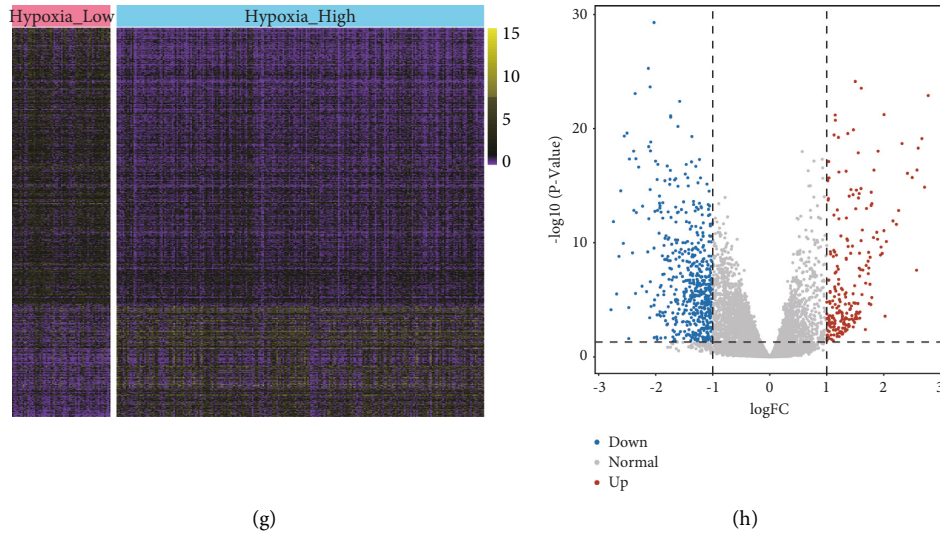 Hypoxia_Low
Hypoxia_High
15
10
5
0
(g)
30
20
10
0
-log10 (P-Value)
-3
-2
-1
0
1
2
3
logFC
Down
Normal
Up
(h)